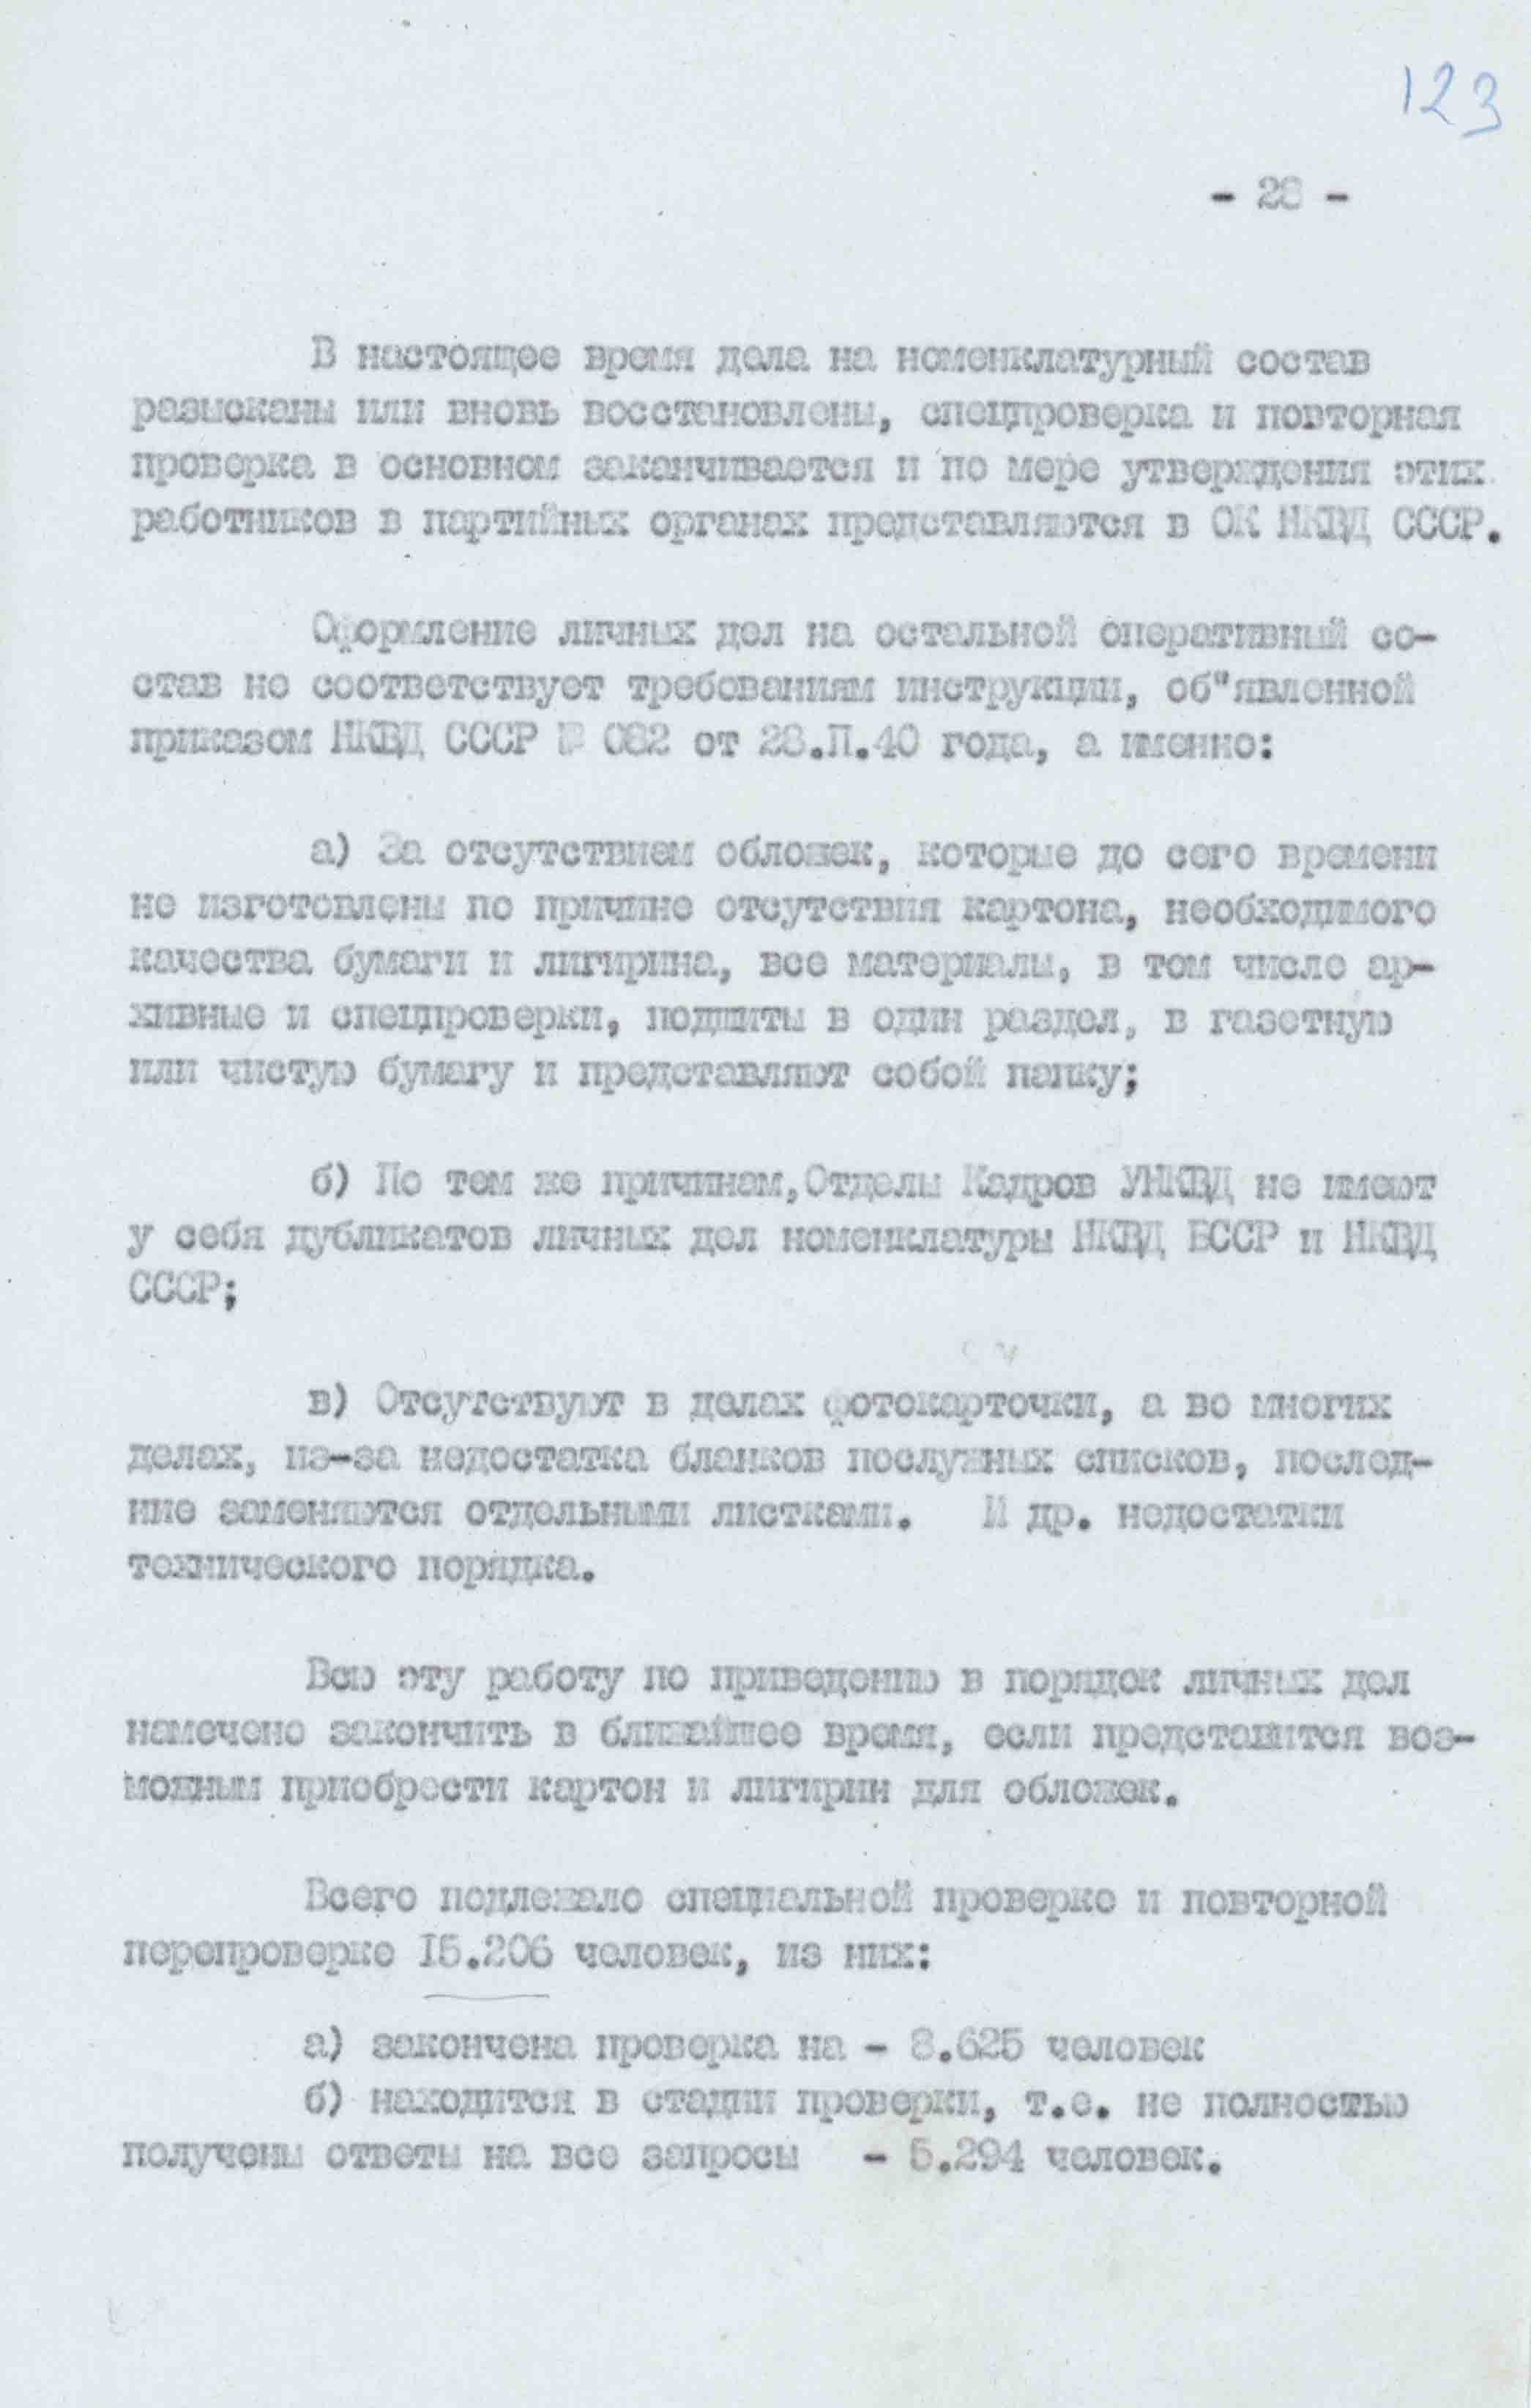 123
- 28 -
В настоящее время дела на номенклатурный состав
разысканы или вновь восстановлены, спецпроверка и повторная
проверка в основном заканчивается и по мере утверждения этих
работников в партийных органах представляются в ОК НКВД СССР.
Оформление личных дел на остальной оперативный со-
став не соответствует требованиям инструкции, об"явленной
приказом НКВД СССР № 082 от 28.П.40 года, а именно:
а) За отсутствием обложек, которые до сего времени
не изготовлены по причине отсутствия картона, необходимого
качества бумаги и лигирина, все материалы, в том числе ар-
хивные и спецпроверки, подшиты в один раздел, в газетную
или чистую бумагу и представляют собой папку;
б) По тем же причинам, Отделы Кадров УНКВД не имеют
у себя дубликатов личных дел номенклатуры НКВД БССР и НКВД
СССР;
в) Отсутствуют в делах фотокарточки, а во многих
делах, из-за недостатка бланков послужных списков, послед-
ние заменяются отдельными листками. И др. недостатки
технического порядка.
Всю эту работу по приведению в порядок личных дел
намечено закончить в ближайшее время, если представится воз-
можным приобрести картон и лигирин для обложек.
Всего подлежало специальной проверке и повторной
перепроверке 15.206 человек, из них:
а) закончена проверка на - 8.625 человек
б) находится в стадии проверки, т.е. не полностью
получены ответы на все запросы - 5.294 человек.